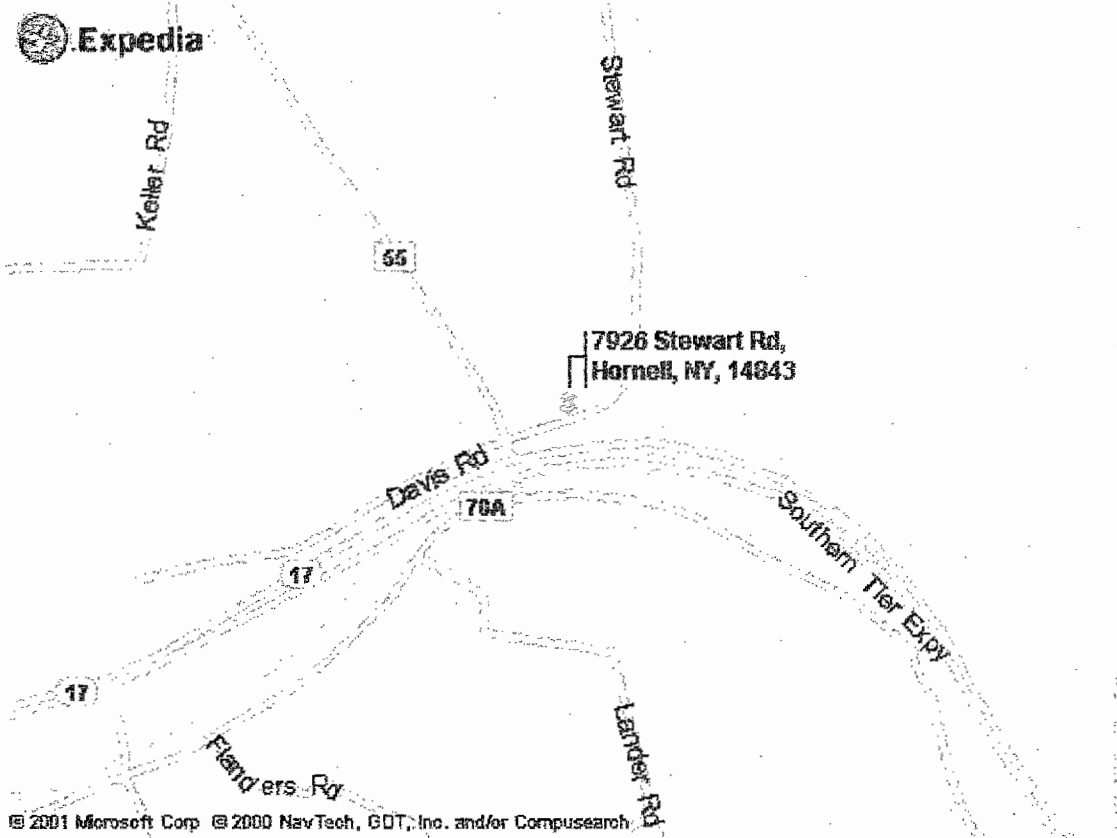 Expedia
Stewart Rd
Keller Rd
55
7926 Stewart Rd,
Hornell, NY, 14843
Davis Rd
70A
Southern Tier Expy
17
17
Lander Rd
Flanders Rd
© 2001 Microsoft Corp © 2000 NavTech, GDT, Inc. and/or Compusearch